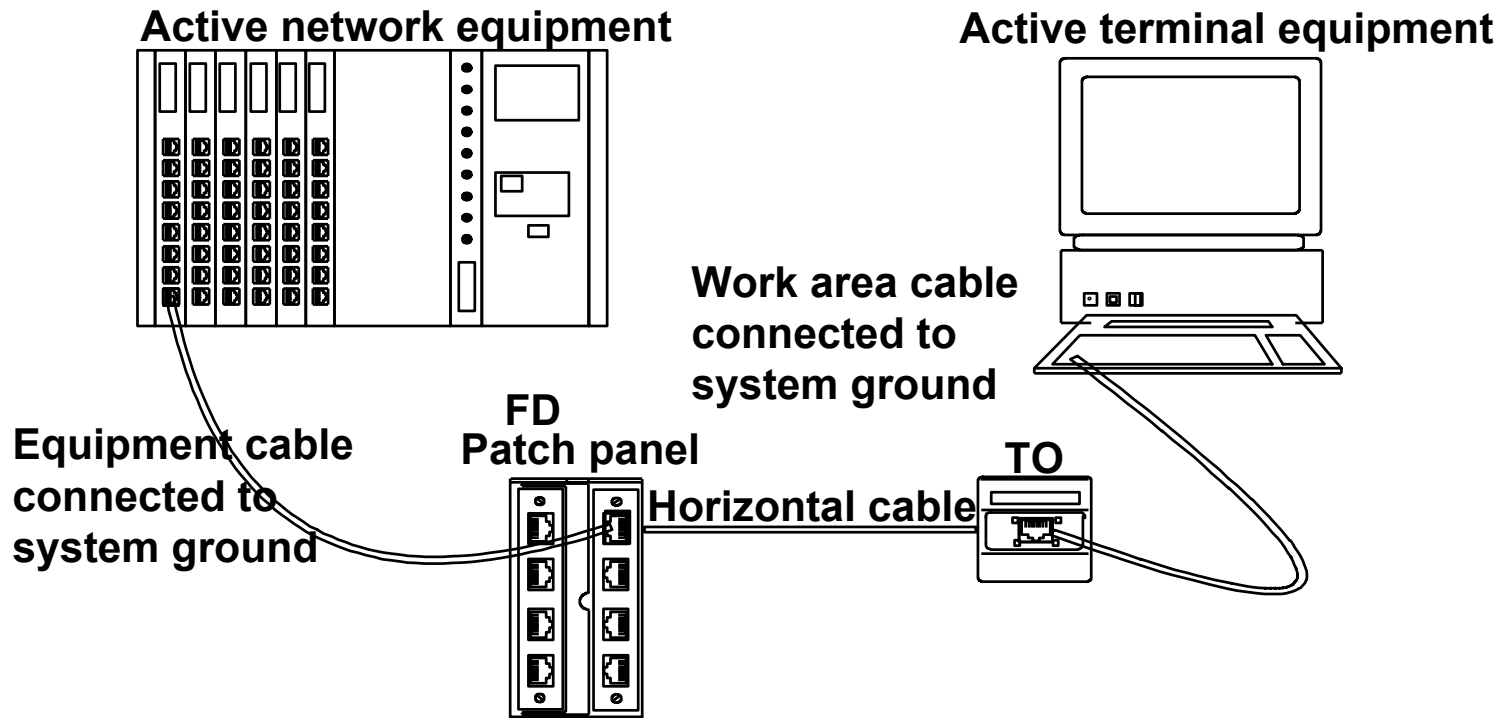 Active network equipment
Active terminal equipment
Work area cable
connected to
system ground
FD
Patch panel
Equipment cable
connected to
system ground
Horizontal cable
TO